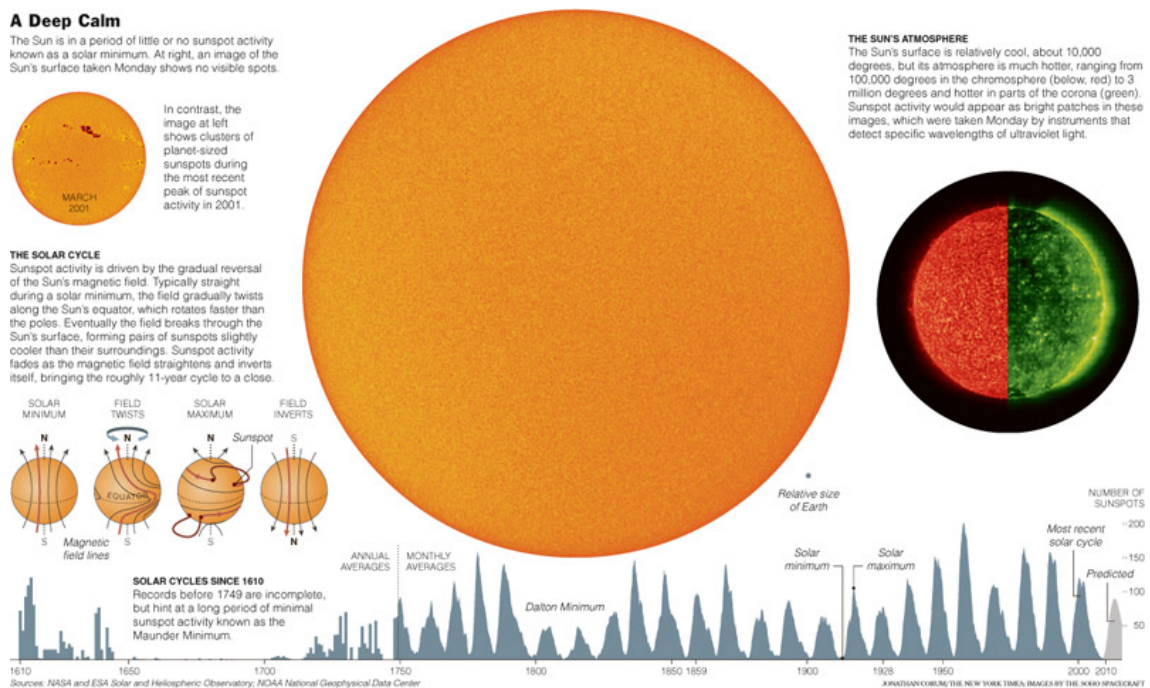 A Deep Calm
The Sun is in a period of little or no sunspot activity
known as a solar minimum. At right, an image of the
Sun's surface taken Monday shows no visible spots.
In contrast, the
image at left
shows clusters of
planet-sized
sunspots during
the most recent
peak of sunspot
activity in 2001.
MARCH
2001
THE SOLAR CYCLE
Sunspot activity is driven by the gradual reversal
of the Sun's magnetic field. Typically straight
during a solar minimum, the field gradually twists
along the Sun's equator, which rotates faster than
the poles. Eventually the field breaks through the
Sun's surface, forming pairs of sunspots slightly
cooler than their surroundings. Sunspot activity
fades as the magnetic field straightens and inverts
itself, bringing the roughly 11-year cycle to a close.
SOLAR
MINIMUM
FIELD
TWISTS
SOLAR
MAXIMUM
FIELD
INVERTS
N
N
N
Sunspot
S
EQUATOR
S
Magnetic
field lines
S
S
N
THE SUN'S ATMOSPHERE
The Sun's surface is relatively cool, about 10,000
degrees, but its atmosphere is much hotter, ranging from
100,000 degrees in the chromosphere (below, red) to 3
million degrees and hotter in parts of the corona (green).
Sunspot activity would appear as bright patches in these
images, which were taken Monday by instruments that
detect specific wavelengths of ultraviolet light.
Relative size
of Earth
NUMBER OF
SUNSPOTS
200
150
100
50
ANNUAL
AVERAGES
MONTHLY
AVERAGES
SOLAR CYCLES SINCE 1610
Records before 1749 are incomplete,
but hint at a long period of minimal
sunspot activity known as the
Maunder Minimum.
Dalton Minimum
Solar
minimum
Solar
maximum
Most recent
solar cycle
Predicted
1610 1650 1700 1750 1800 1850 1859 1900 1928 1950 2000 2010
Sources: NASA and ESA Solar and Heliospheric Observatory; NOAA National Geophysical Data Center
JONATHAN CORUM/THE NEW YORK TIMES; IMAGES BY THE SOHO SPACECRAFT